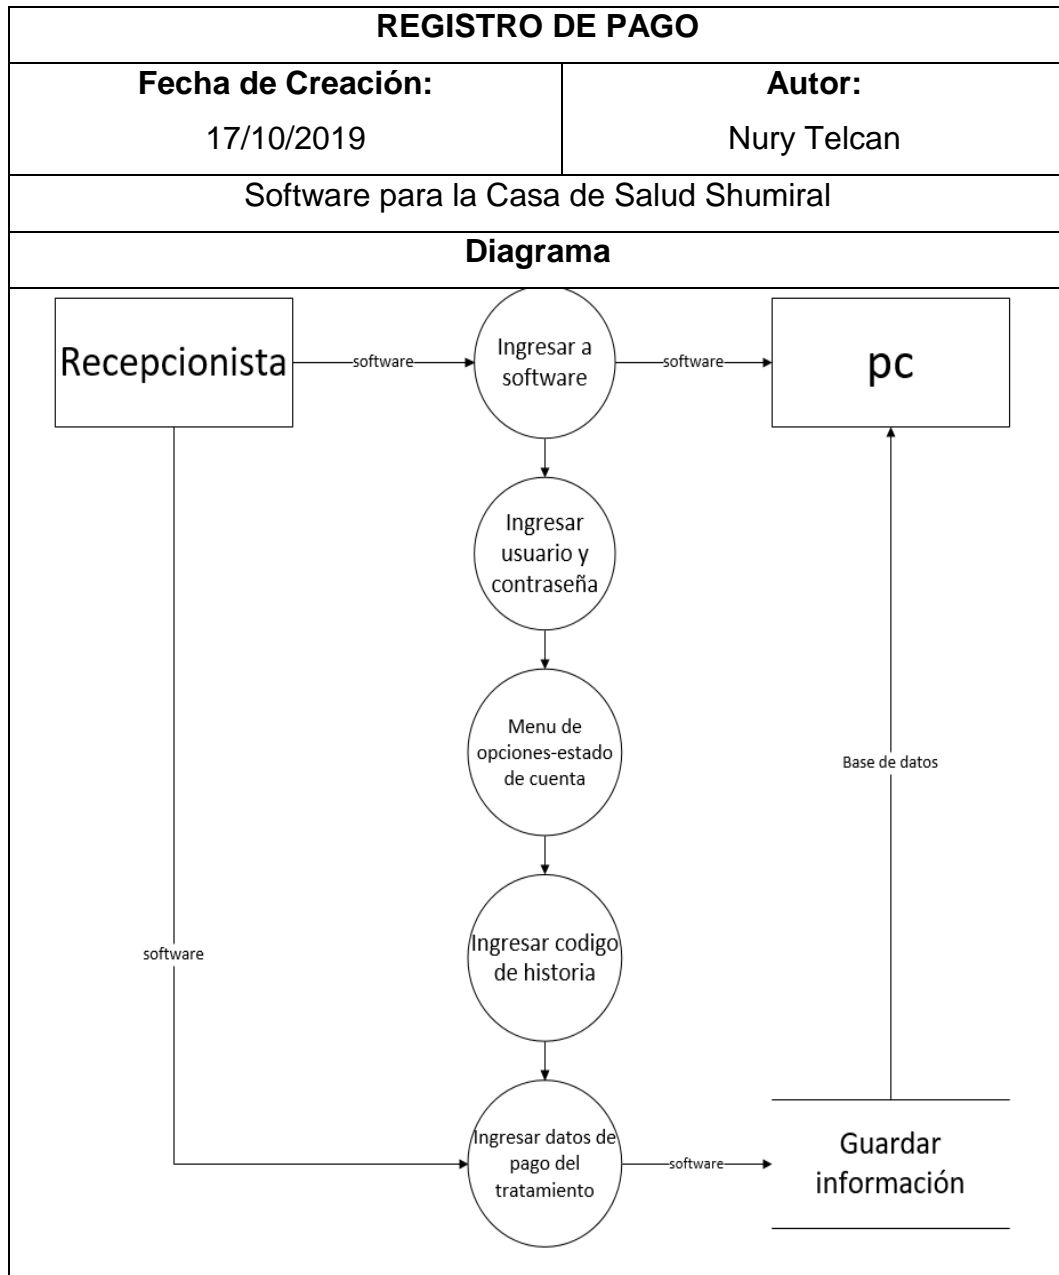 REGISTRO DE PAGO
Fecha de Creación:
17/10/2019
Autor:
Nury Telcan
Software para la Casa de Salud Shumiral
Diagrama
Recepcionista
software
Ingresar a
software
software
pc
Ingresar
usuario y
contraseña
Menu de
opciones-estado
de cuenta
Base de datos
software
Ingresar codigo
de historia
Ingresar datos de
pago del
tratamiento
software
Guardar
información